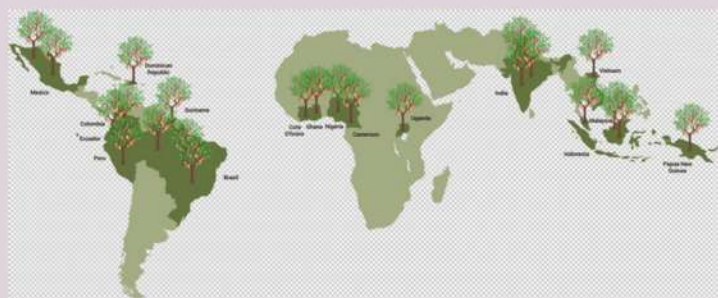 Mexico
Dominican
Republic
Suriname
Colombia
Ecuador
Peru
Brazil
Cote
D'Ivoire
Ghana
Nigeria
Cameroon
Uganda
India
Vietnam
Malaysia
Indonesia
Papua New
Guinea